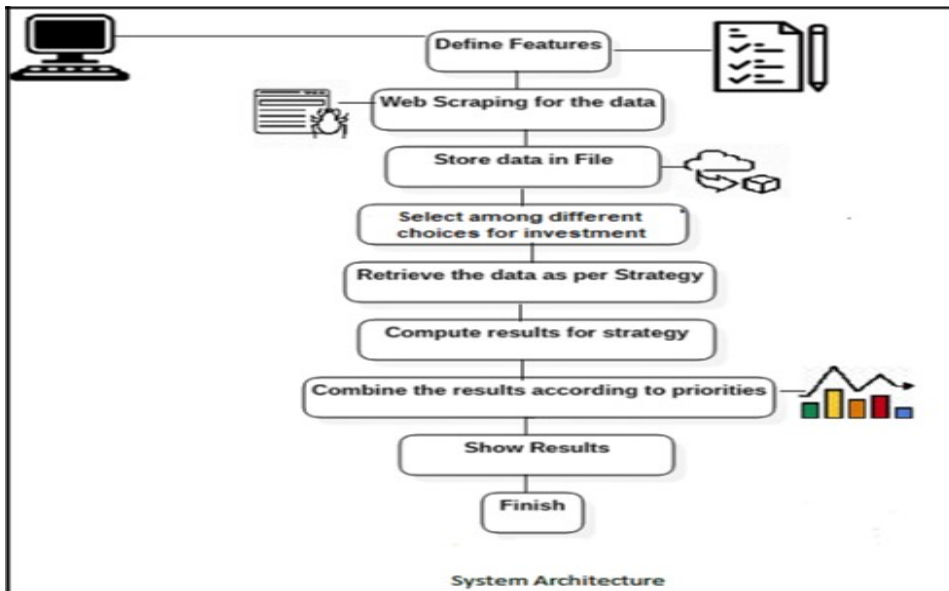 Define Features
Web Scraping for the data
Store data in File
Select among different
choices for investment
Retrieve the data as per Strategy
Compute results for strategy
Combine the results according to priorities
Show Results
Finish
System Architecture